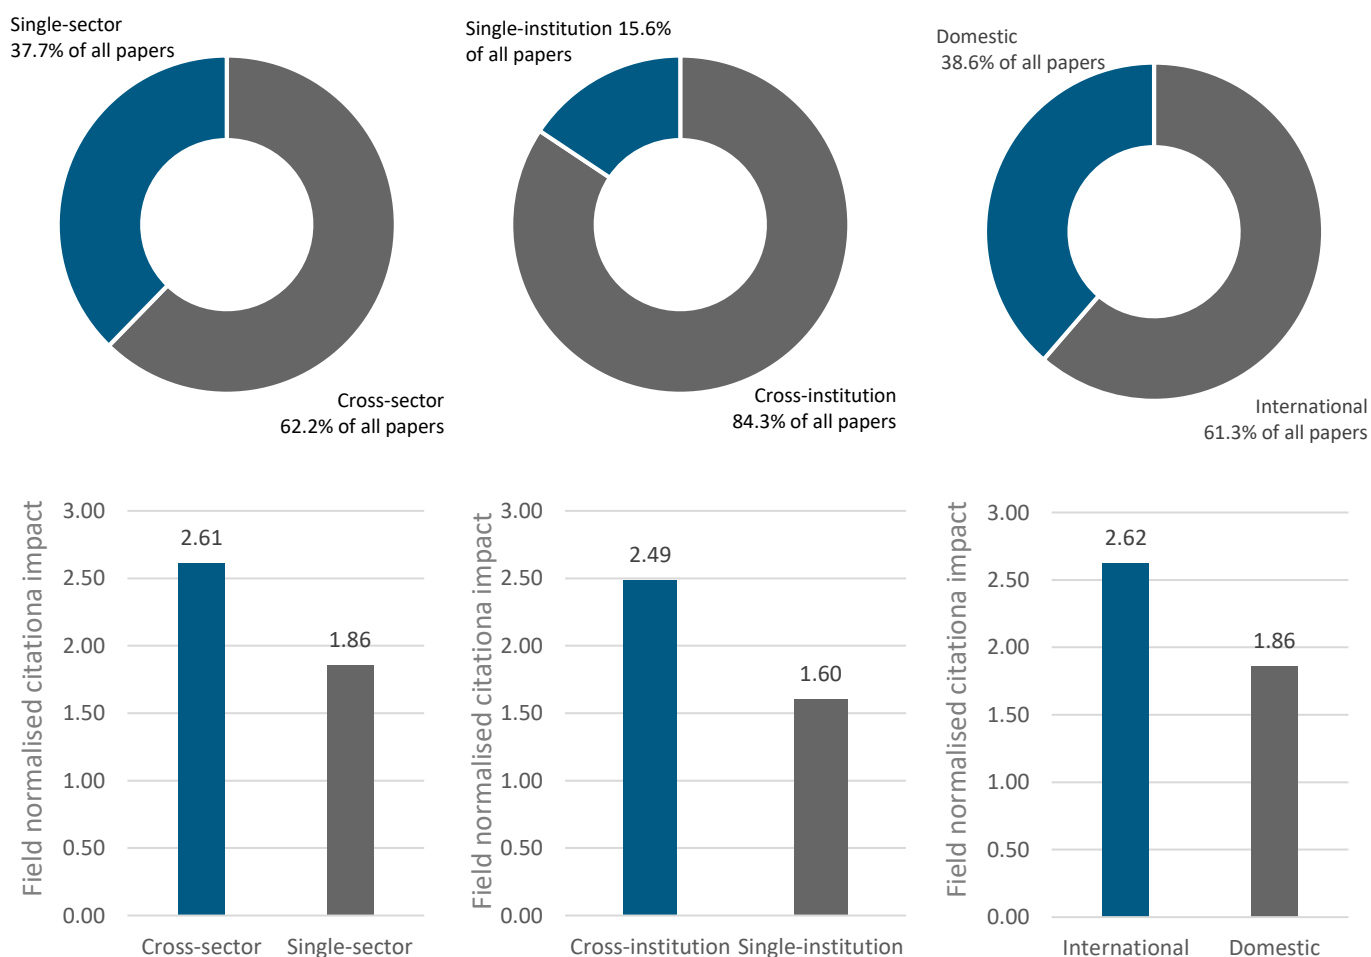 Single-sector
37.7% of all papers
Single-institution 15.6%
of all papers
Domestic
38.6% of all papers
Cross-sector
62.2% of all papers
Cross-institution
84.3% of all papers
International
61.3% of all papers
Field normalised citationa impact
3.00
2.50
2.00
1.50
1.00
0.50
0.00
2.61
1.86
Cross-sector
Single-sector
Field normalised citationa impact
3.00
2.50
2.00
1.50
1.00
0.50
0.00
2.49
1.60
Cross-institution
Single-institution
Field normalised citationa impact
3.00
2.50
2.00
1.50
1.00
0.50
0.00
2.62
1.86
International
Domestic